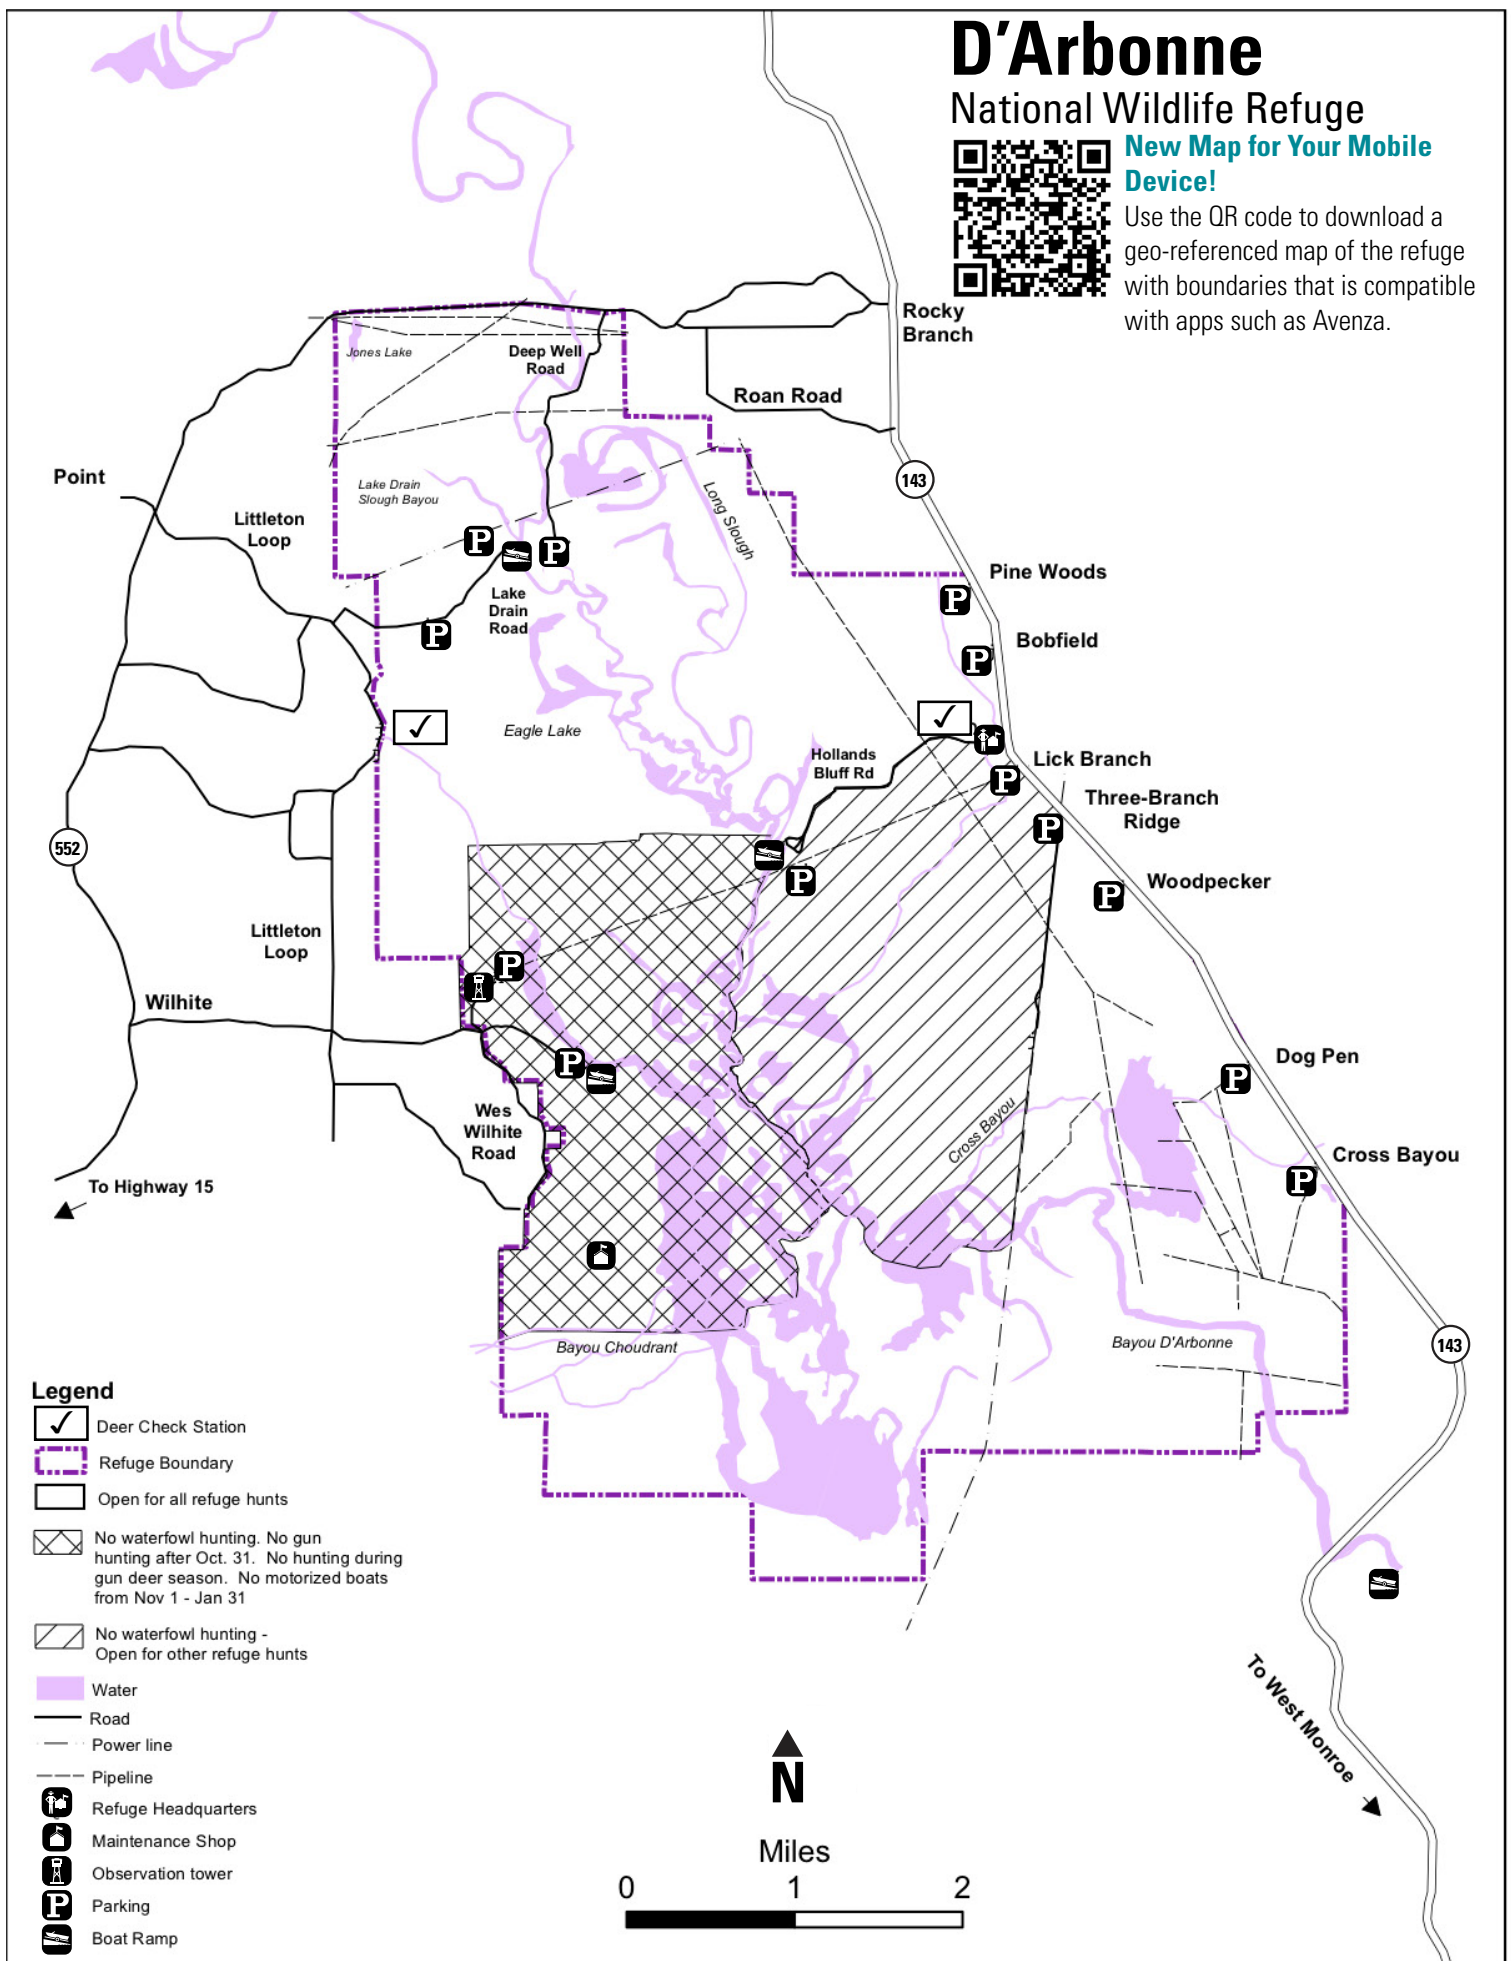 D'Arbonne
National Wildlife Refuge
New Map for Your Mobile
Device!
Use the QR code to download a
geo-referenced map of the refuge
with boundaries that is compatible
with apps such as Avenza.
Rocky
Branch
Jones Lake
Deep Well
Road
Roan Road
Point
143
Lake Drain
Slough Bayou
Long Slough
Littleton
Loop
P
P
Pine Woods
Lake
Drain
Road
P
P
Bobfield
P
✓
✓
Eagle Lake
Hollands
Bluff Rd
Lick Branch
P
Three-Branch
Ridge
P
552
Woodpecker
P
P
Littleton
Loop
P
Wilhite
Dog Pen
P
P
Wes
Wilhite
Road
Cross Bayou
Cross Bayou
P
To Highway 15
Bayou Choudrant
Bayou D'Arbonne
143
Legend
✓ Deer Check Station
Refuge Boundary
Open for all refuge hunts
No waterfowl hunting. No gun
hunting after Oct. 31. No hunting during
gun deer season. No motorized boats
from Nov 1 - Jan 31
No waterfowl hunting -
Open for other refuge hunts
Water
Road
Power line
Pipeline
Refuge Headquarters
Maintenance Shop
Observation tower
P Parking
Boat Ramp
To West Monroe
N
Miles
0 1 2